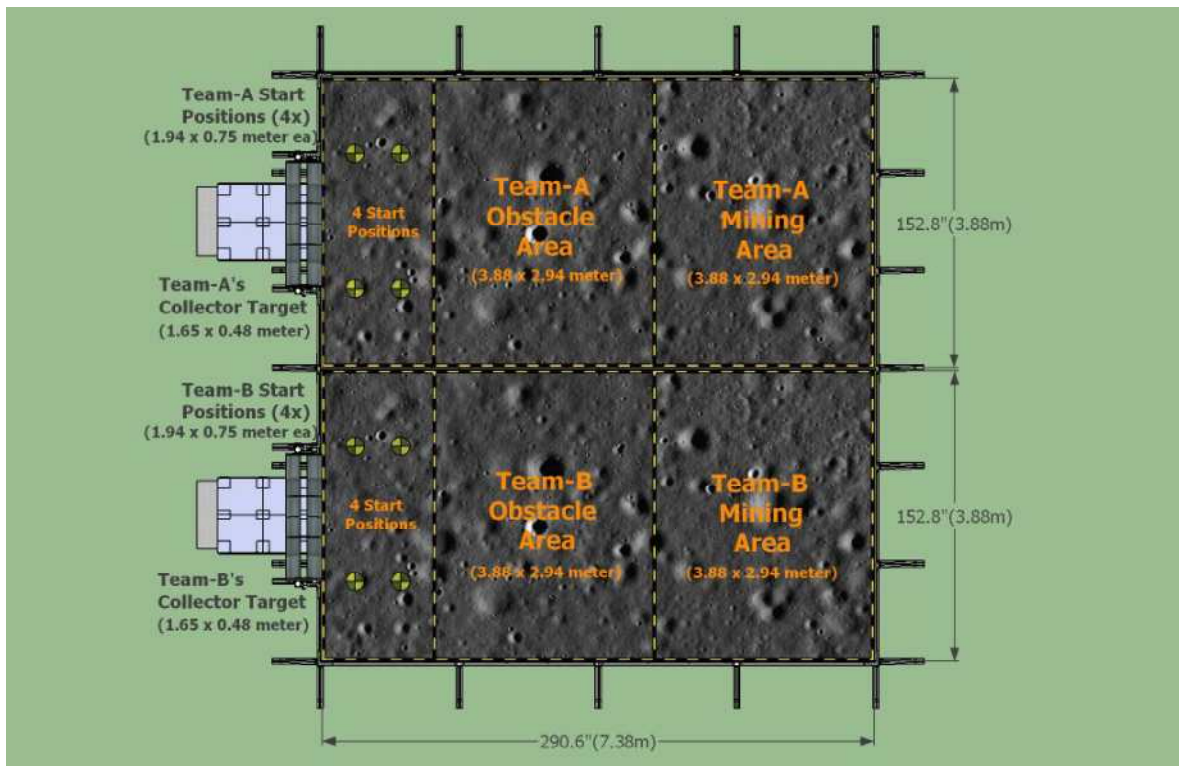 Team-A Start
Positions (4x)
(1.94 x 0.75 meter ea)
4 Start
Positions
Team-A
Obstacle
Area
(3.88 x 2.94 meter)
Team-A
Mining
Area
(3.88 x 2.94 meter)
152.8"(3.88m)
Team-A's
Collector Target
(1.65 x 0.48 meter)
Team-B Start
Positions (4x)
(1.94 x 0.75 meter ea)
4 Start
Positions
Team-B
Obstacle
Area
(3.88 x 2.94 meter)
Team-B
Mining
Area
(3.88 x 2.94 meter)
152.8"(3.88m)
Team-B's
Collector Target
(1.65 x 0.48 meter)
290.6"(7.38m)